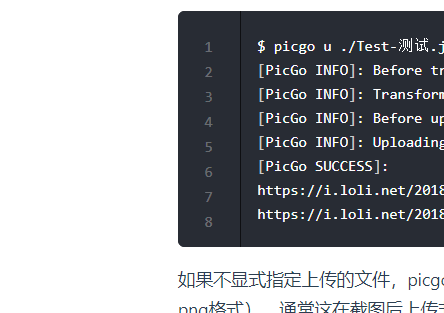 1 $ picgo u ./Test-测试.j
2 [PicGo INFO]: Before tr
3 [PicGo INFO]: Transform
4 [PicGo INFO]: Before up
5 [PicGo INFO]: Uploading
6 [PicGo SUCCESS]:
7 https://i.loli.net/2018
8 https://i.loli.net/2018
如果不显式指定上传的文件，picgo
png格式），通常这在截图后上传